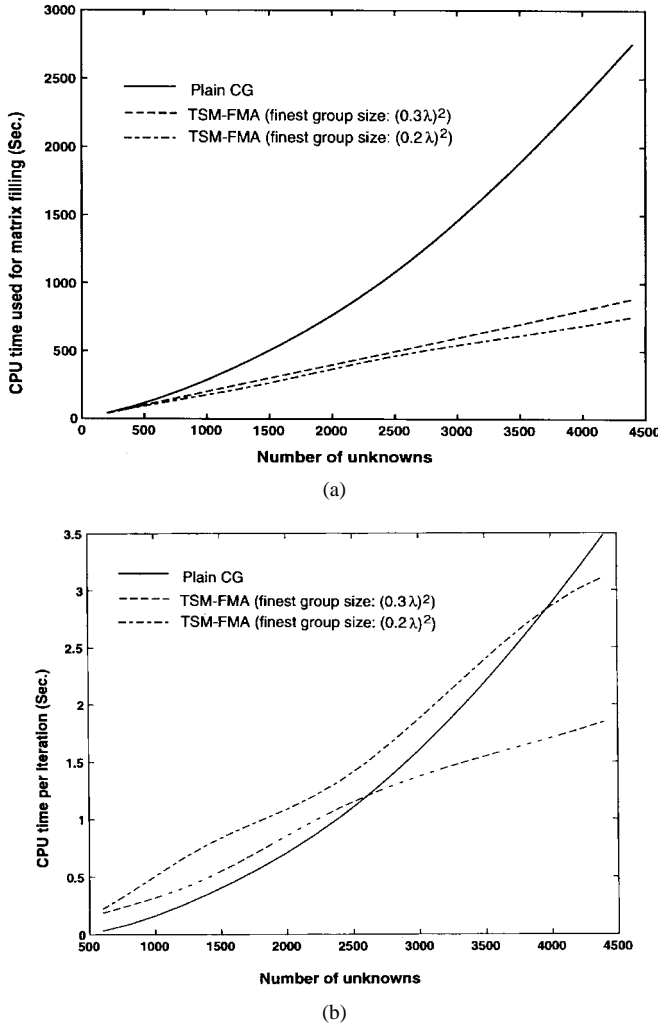 3000
2500
2000
1500
1000
500
0
CPU time used for matrix filling (Sec.)
Plain CG
TSM-FMA (finest group size: (0.3λ)²)
TSM-FMA (finest group size: (0.2λ)²)
0 500 1000 1500 2000 2500 3000 3500 4000 4500
Number of unknowns
(a)
3.5
3
2.5
2
1.5
1
0.5
0
CPU time per iteration (Sec.)
Plain CG
TSM-FMA (finest group size: (0.3λ)²)
TSM-FMA (finest group size: (0.2λ)²)
500 1000 1500 2000 2500 3000 3500 4000 4500
Number of unknowns
(b)